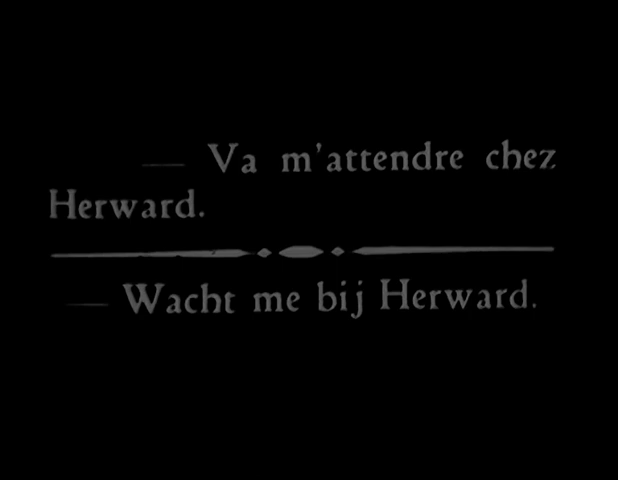 — Va m'attendre chez
Herward.
— Wacht me bij Herward.